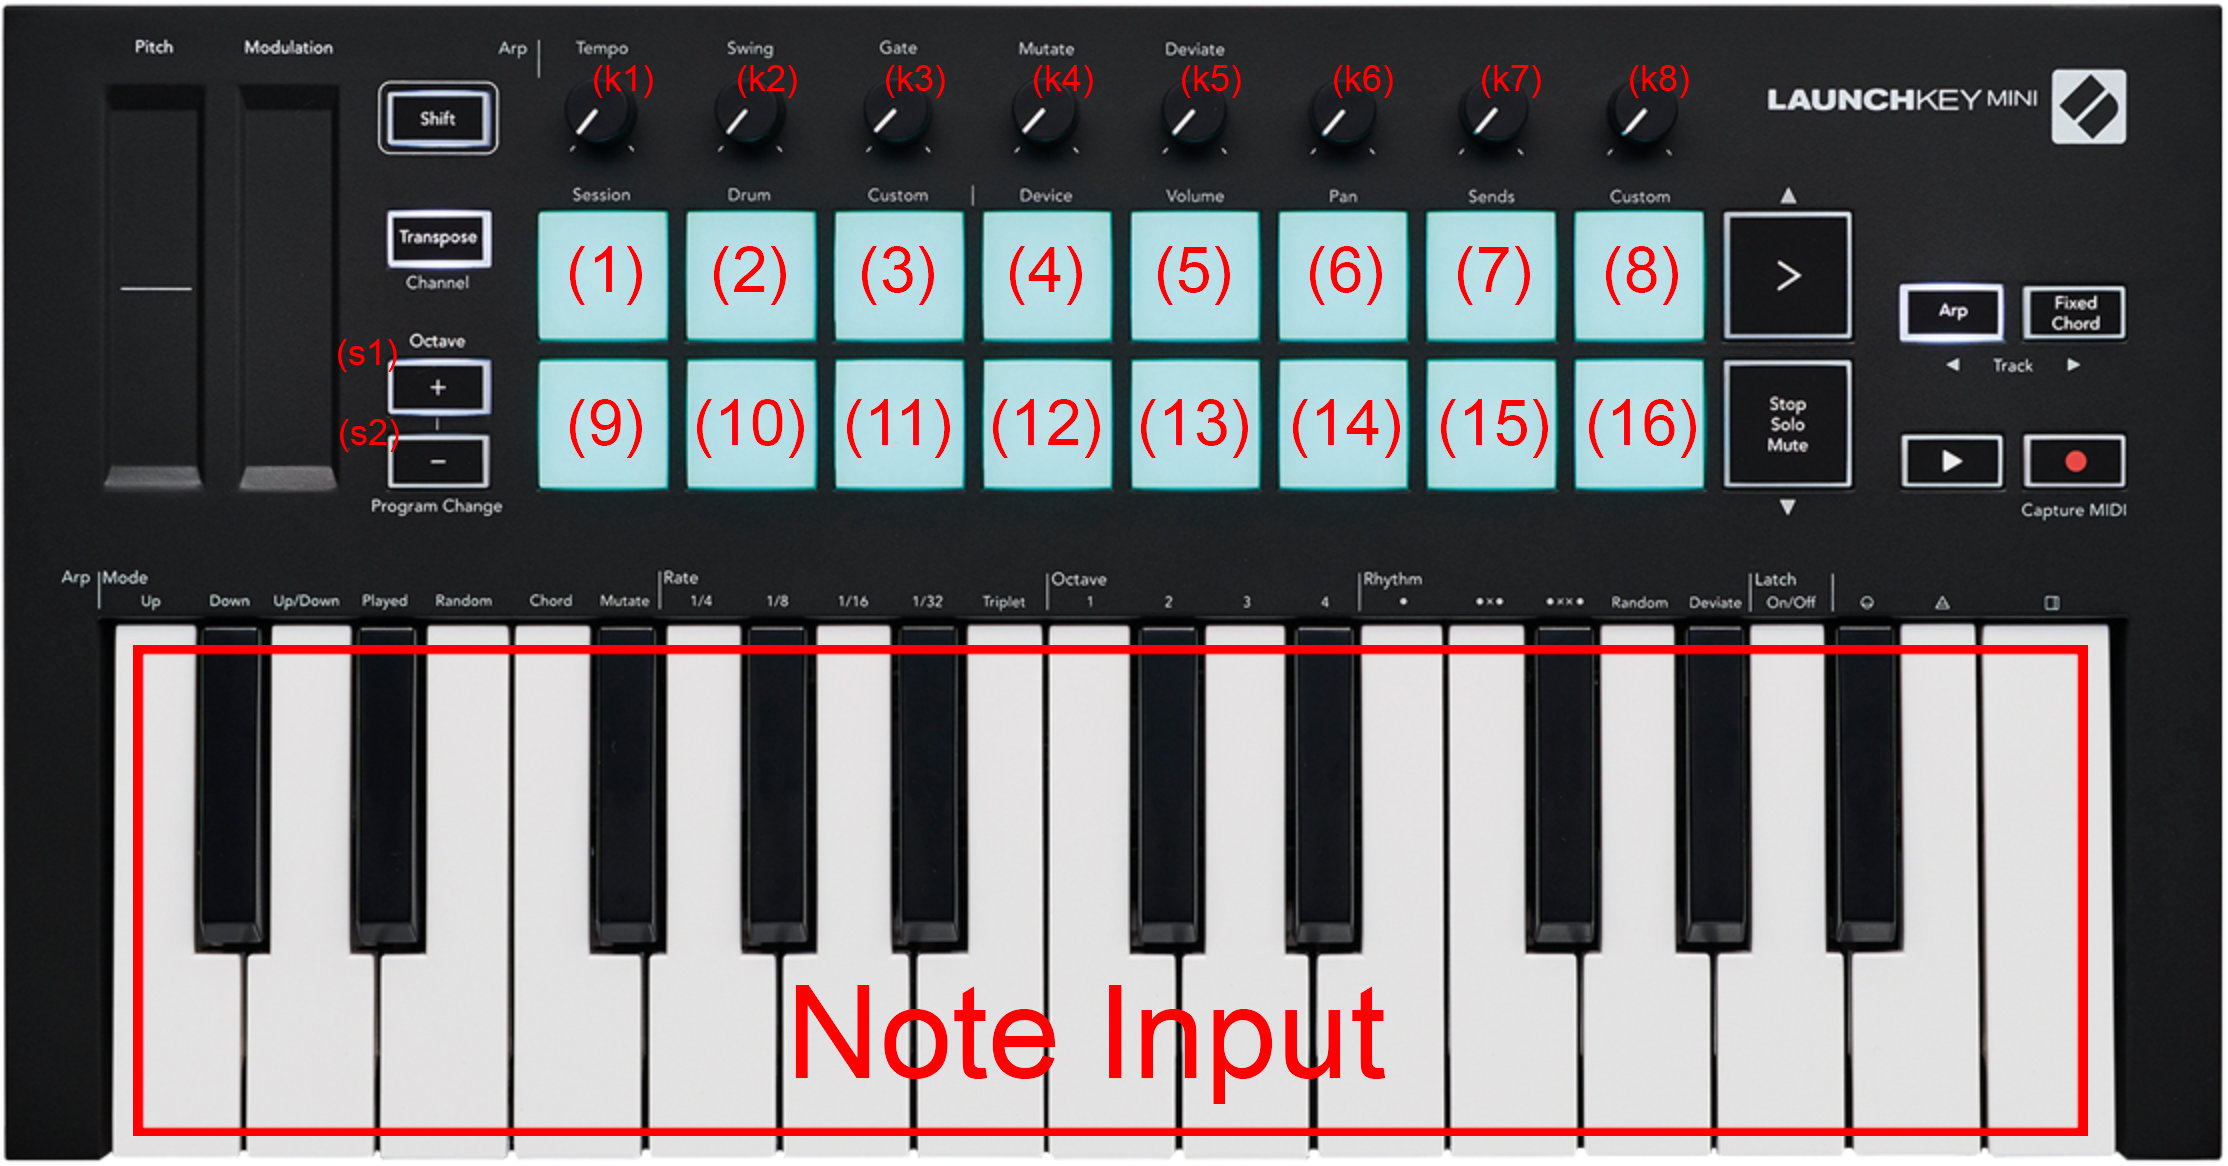 Pitch Modulation Arp Tempo Swing Gate Mutate Deviate
(k1) (k2) (k3) (k4) (k5) (k6) (k7) (k8)
Shift
LAUNCHKEY MINI
Session Drum Custom Device Volume Pan Sends Custom
Transpose
Channel
(1) (2) (3) (4) (5) (6) (7) (8) >
Arp
Fixed
Chord
Track
Octave
(s1)
+
(s2)
−
Program Change
(9) (10) (11) (12) (13) (14) (15) (16)
Stop
Solo
Mute
Capture MIDI
Arp Mode Rate Octave Rhythm Latch
Up Down Up/Down Played Random Chord Mutate 1/4 1/8 1/16 1/32 Triplet 1 2 3 4 Random Deviate On/Off
Note Input